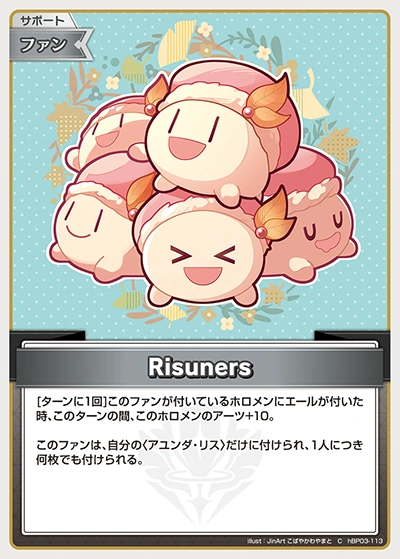 サポート
ファン
Risuners
[ターンに1回]このファンが付いているホロメンにエールが付いた
時、このターンの間、このホロメンのアーツ+10。
このファンは、自分の〈アユンダ・リス〉だけに付けられ、1人につき
何枚でも付けられる。
illust：JinArt こばやかわやまと C hBP03-113